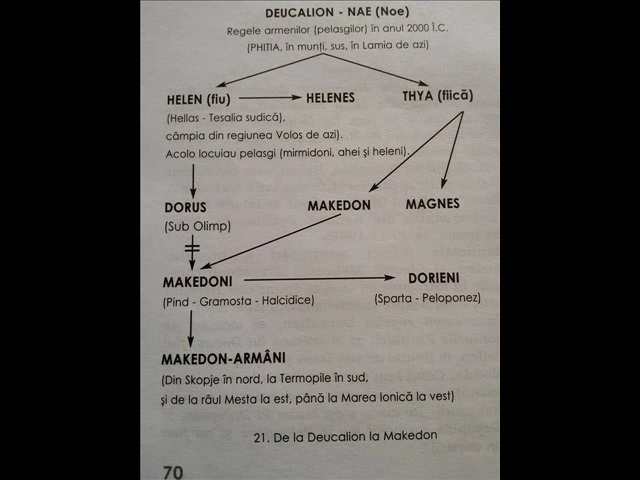 DEUCALION - NAE (Noe)
Regele armenilor (pelasgilor) în anul 2000 Î.C.
(PHITIA, în munți, sus, în Lamia de azi)
HELEN (fiu)
HELENES
THYA (fiică)
(Hellas - Tesalia sudică),
câmpia din regiunea Volos de azi).
Acolo locuiau pelasgi (mirmidoni, ahei și heleni).
DORUS
MAKEDON
MAGNES
(Sub Olimp)
MAKEDONI
DORIENI
(Pind - Gramosta - Halcidice)
(Sparta - Peloponez)
MAKEDON-ARMÂNI
(Din Skopje în nord, la Termopile în sud,
și de la râul Mesta la est, până la Marea Ionică la vest)
21. De la Deucalion la Makedon
70